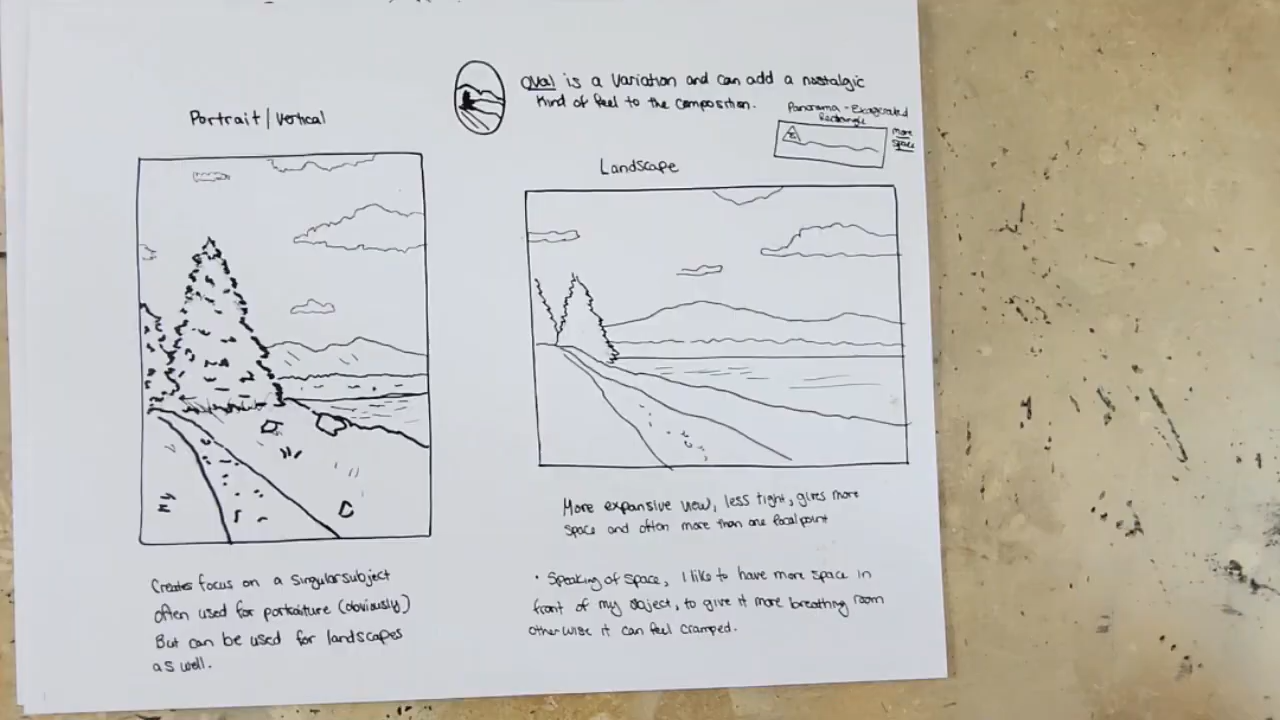 Oval is a variation and can add a nostalgic
kind of feel to the composition.
Panorama - Exagerated
Rectangle
more
space
Portrait/Vertical
Landscape
More expansive view, less tight, gives more
space and often more than one focal point
Creates focus on a singular subject
often used for portraiture (obviously)
But can be used for landscapes
as well.
• Speaking of space, I like to have more space in
front of my subject, to give it more breathing room
otherwise it can feel cramped.